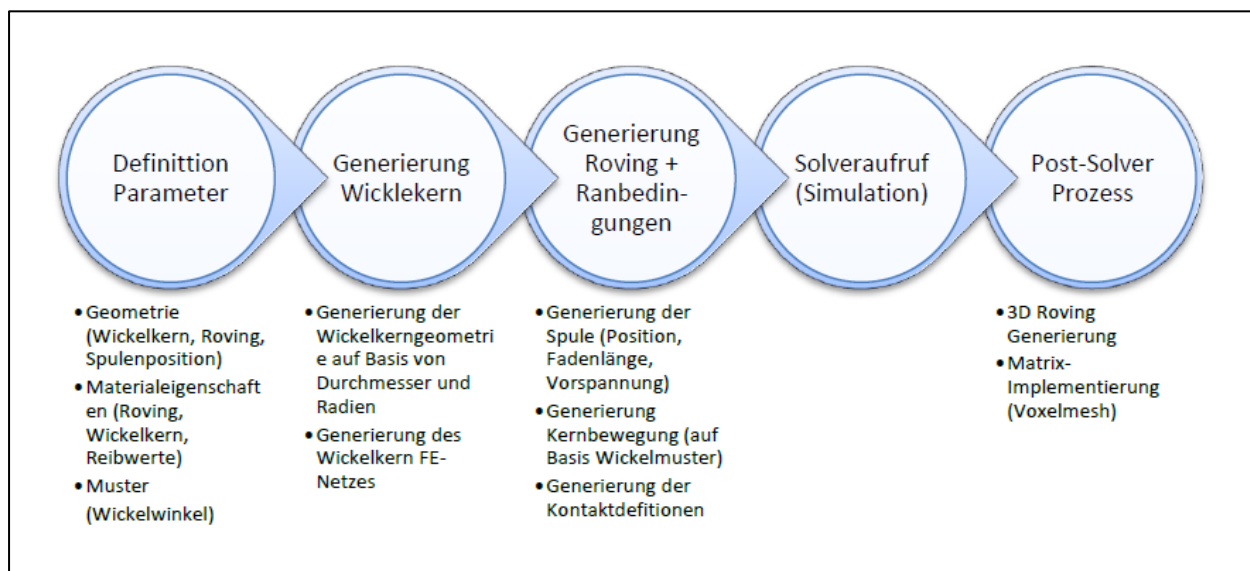 Definittion
Parameter
Generierung
Wicklekern
Generierung
Roving +
Ranbedin-
gungen
Solveraufruf
(Simulation)
Post-Solver
Prozess
•Geometrie
(Wickelkern, Roving,
Spulenposition)
•Materialeigenschaft
en (Roving,
Wickelkern,
Reibwerte)
•Muster
(Wickelwinkel)
•Generierung der
Wickelkerngeometri
e auf Basis von
Durchmesser und
Radien
•Generierung des
Wickelkern FE-
Netzes
•Generierung der
Spule (Position,
Fadenlänge,
Vorspannung)
•Generierung
Kernbewegung (auf
Basis Wickelmuster)
•Generierung der
Kontaktdefitionen
•3D Roving
Generierung
•Matrix-
Implementierung
(Voxelmesh)